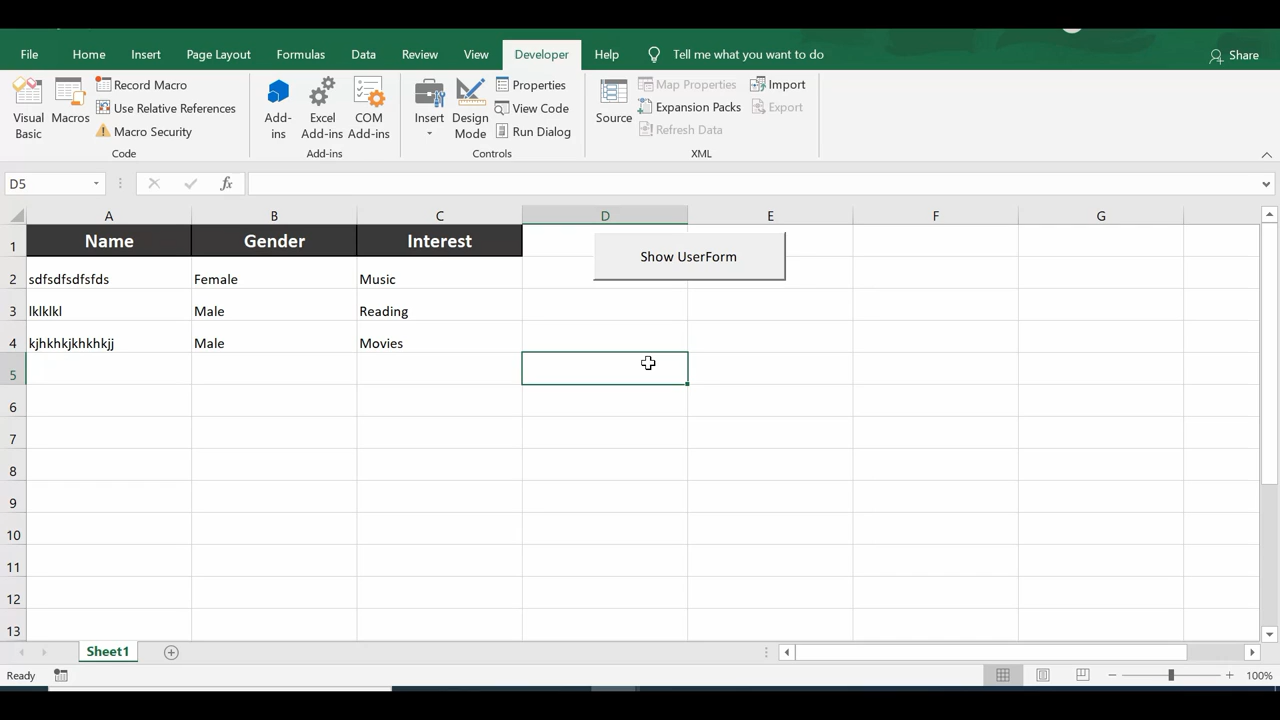 File Home Insert Page Layout Formulas Data Review View Developer Help Tell me what you want to do Share
Visual Basic
Macros
Record Macro
Use Relative References
Macro Security
Code
Add-ins
Excel Add-ins
COM Add-ins
Add-ins
Insert
Design Mode
Properties
View Code
Run Dialog
Controls
Source
Map Properties
Expansion Packs
Refresh Data
Import
Export
XML
D5 fx
A B C D E F G
1 Name Gender Interest Show UserForm
2 sdfsdfsdfsfds Female Music
3 lklklkl Male Reading
4 kjhkhkjkhkhkjj Male Movies
5
6
7
8
9
10
11
12
13
Sheet1
Ready 100%